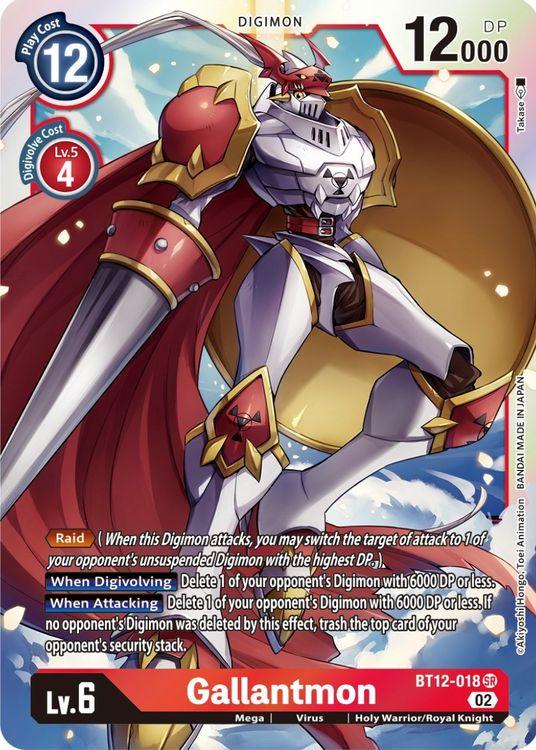 DIGIMON
Play Cost
12
DP
12000
Digivolve Cost
Lv.5
4
Takase
Raid ( When this Digimon attacks, you may switch the target of attack to 1 of
your opponent's unsuspended Digimon with the highest DP.)
When Digivolving Delete 1 of your opponent's Digimon with 6000 DP or less.
When Attacking Delete 1 of your opponent's Digimon with 6000 DP or less. If
no opponent's Digimon was deleted by this effect, trash the top card of your
opponent's security stack.
©Akiyoshi Hongo, Toei Animation BANDAI MADE IN JAPAN
Lv.6
Gallantmon
BT12-018 SR
02
Mega | Virus | Holy Warrior/Royal Knight